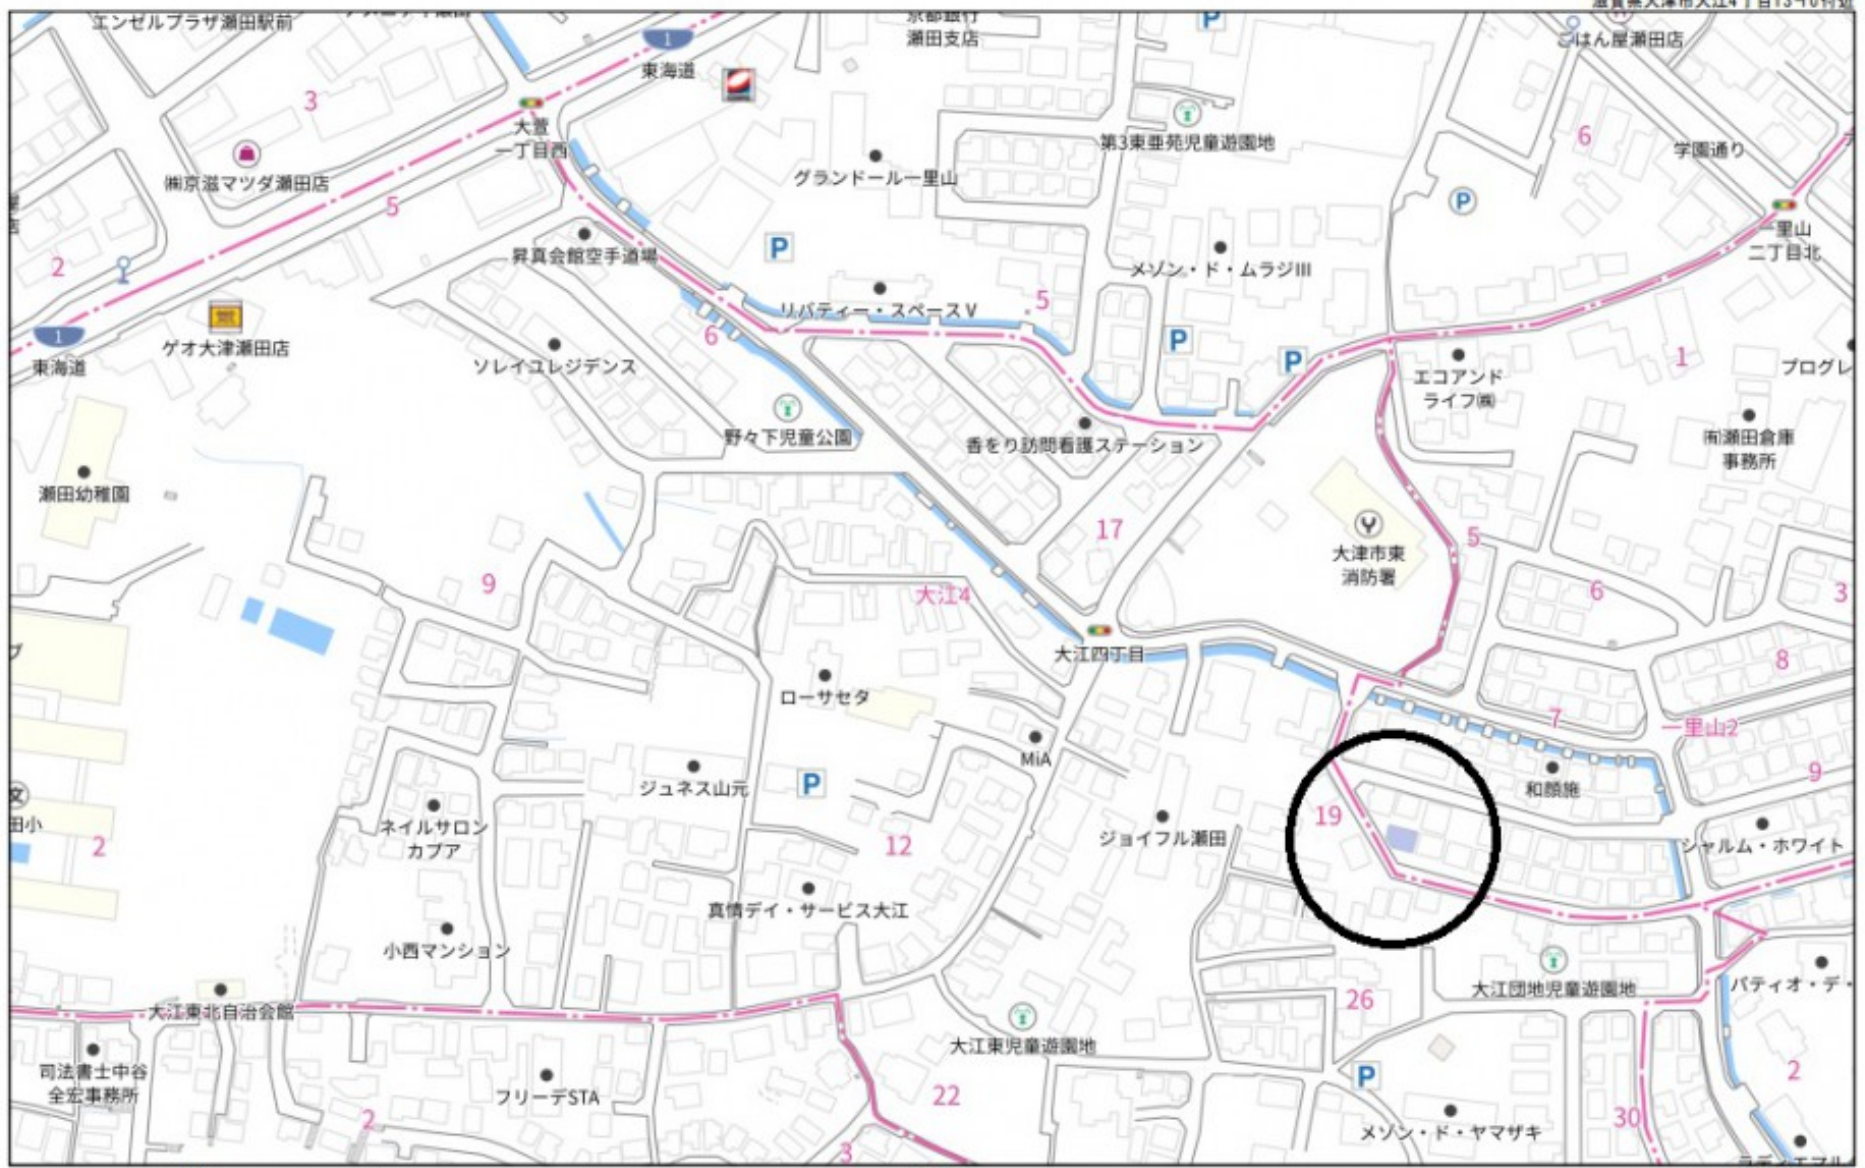 エンゼルプラザ瀬田駅前
京都銀行
瀬田支店
ごはん屋瀬田店
1
東海道
3
大萱
一丁目西
第3東亜苑児童遊園地
6
学園通り
㈱京滋マツダ瀬田店
グランドール一里山
P
5
一里山
二丁目北
昇真会館空手道場
P
メゾン・ド・ムラジIII
2
リバティー・スペースV
5
1
東海道
ゲオ大津瀬田店
6
P
P
ソレイユレジデンス
エコアンド
ライフ㈱
1
プログレ
野々下児童公園
香をり訪問看護ステーション
㈲瀬田倉庫
事務所
瀬田幼稚園
17
5
大津市東
消防署
9
大江4
6
3
大江四丁目
8
ローサセタ
7
一里山2
MiA
9
ジュネス山元
P
和顔施
文
田小
2
ネイルサロン
カブア
12
ジョイフル瀬田
19
シャルム・ホワイト
真情デイ・サービス大江
小西マンション
大江東北自治会館
26
大江団地児童遊園地
パティオ・デ・
大江東児童遊園地
司法書士中谷
全宏事務所
フリーデSTA
22
P
2
2
メゾン・ド・ヤマザキ
30
3